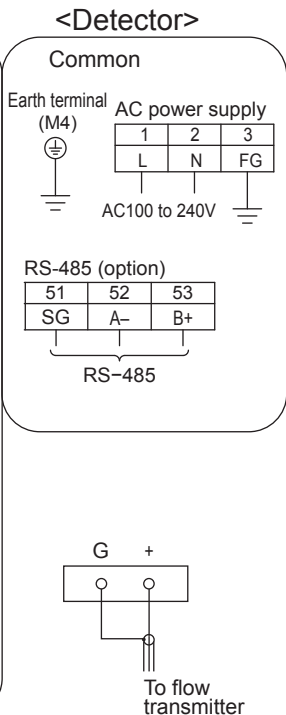 <Detector>
Common
Earth terminal
(M4)
AC power supply
1 2 3
L N FG
AC100 to 240V
RS-485 (option)
51 52 53
SG A– B+
RS−485
G +
To flow
transmitter